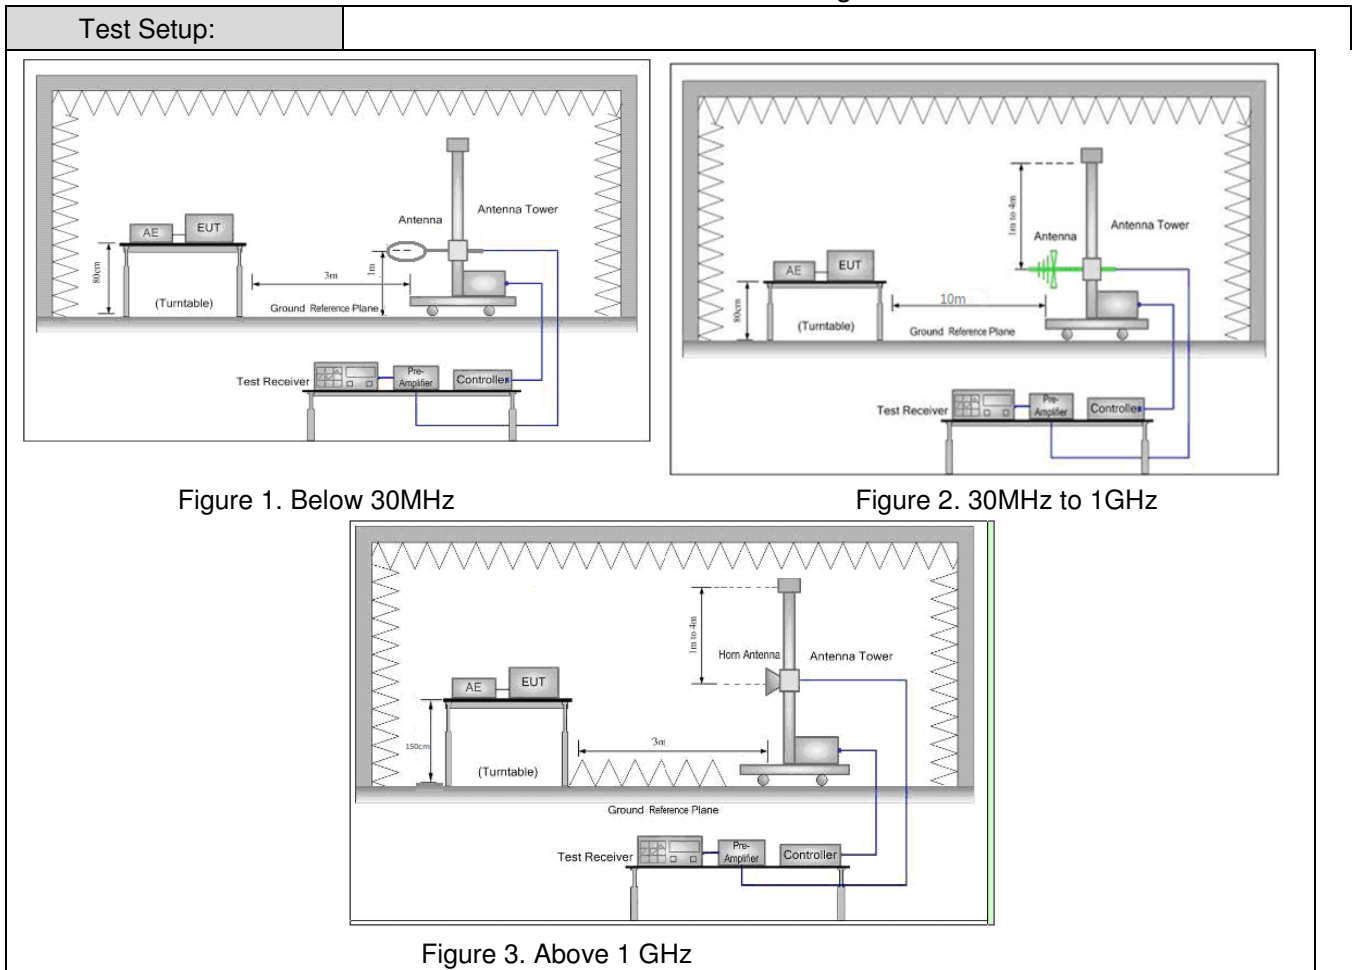 Test Setup:
Antenna
Antenna Tower
AE
EUT
80cm
3m
1m
(Turntable)
Ground Reference Plane
Test Receiver
Pre-
Amplifier
Controller
Figure 1. Below 30MHz
1m to 4m
Antenna Tower
Antenna
AE
EUT
10m
80cm
(Turntable)
Ground Reference Plane
Test Receiver
Pre-
Amplifier
Controller
Figure 2. 30MHz to 1GHz
1m to 4m
Horn Antenna
Antenna Tower
AE
EUT
3m
150cm
(Turntable)
Ground Reference Plane
Test Receiver
Pre-
Amplifier
Controller
Figure 3. Above 1 GHz